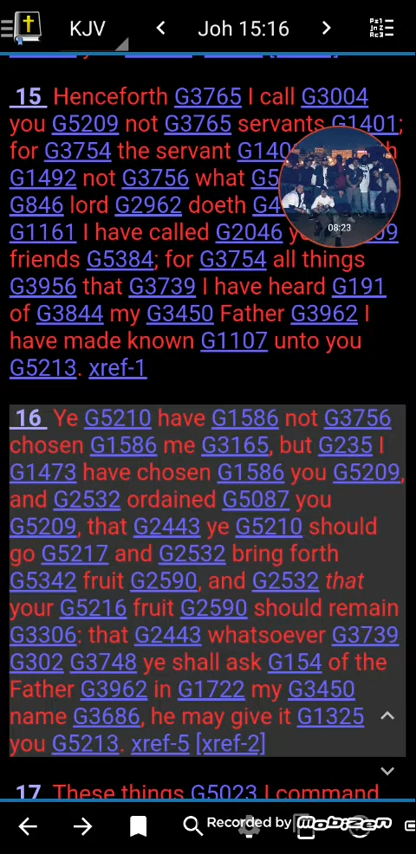 KJV
Joh 15:16
15 Henceforth G3765 I call G3004
you G5209 not G3765 servants G1401;
for G3754 the servant
G1492 not G3756 what
G846 lord G2962 doeth
G1161 I have called G2046
friends G5384; for G3754 all things
G3956 that G3739 I have heard G191
of G3844 my G3450 Father G3962 I
have made known G1107 unto you
G5213. xref-1
08:23
16 Ye G5210 have G1586 not G3756
chosen G1586 me G3165, but G235 I
G1473 have chosen G1586 you G5209,
and G2532 ordained G5087 you
G5209, that G2443 ye G5210 should
go G5217 and G2532 bring forth
G5342 fruit G2590, and G2532 that
your G5216 fruit G2590 should remain
G3306: that G2443 whatsoever G3739
G302 G3748 ye shall ask G154 of the
Father G3962 in G1722 my G3450
name G3686, he may give it G1325
you G5213. xref-5 [xref-2]
17 These things G5023 I command
Recorded by mobizen